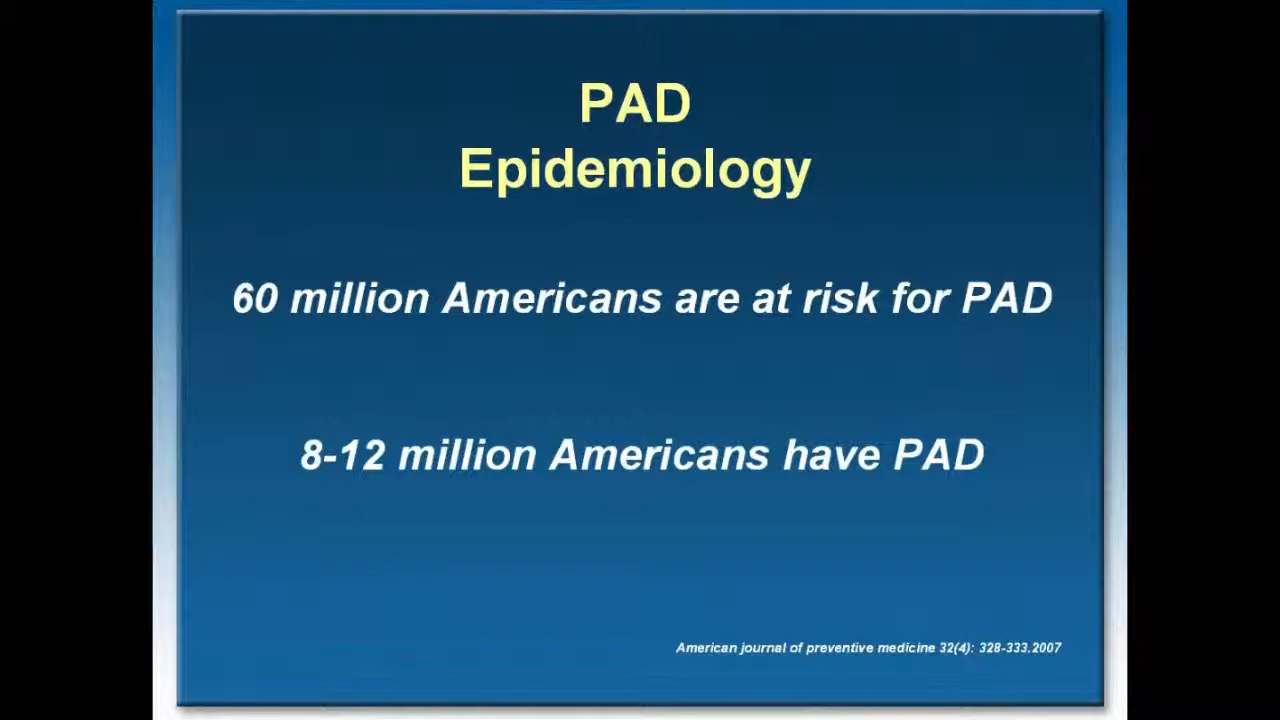 PAD
Epidemiology
60 million Americans are at risk for PAD
8-12 million Americans have PAD
American journal of preventive medicine 32(4): 328-333.2007